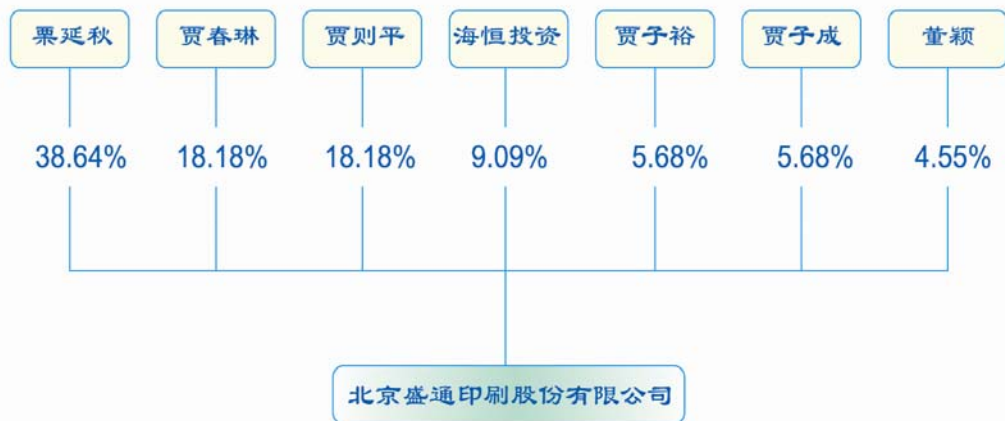 栗延秋 贾春琳 贾则平 海恒投资 贾子裕 贾子成 董颖
38.64% 18.18% 18.18% 9.09% 5.68% 5.68% 4.55%
北京盛通印刷股份有限公司